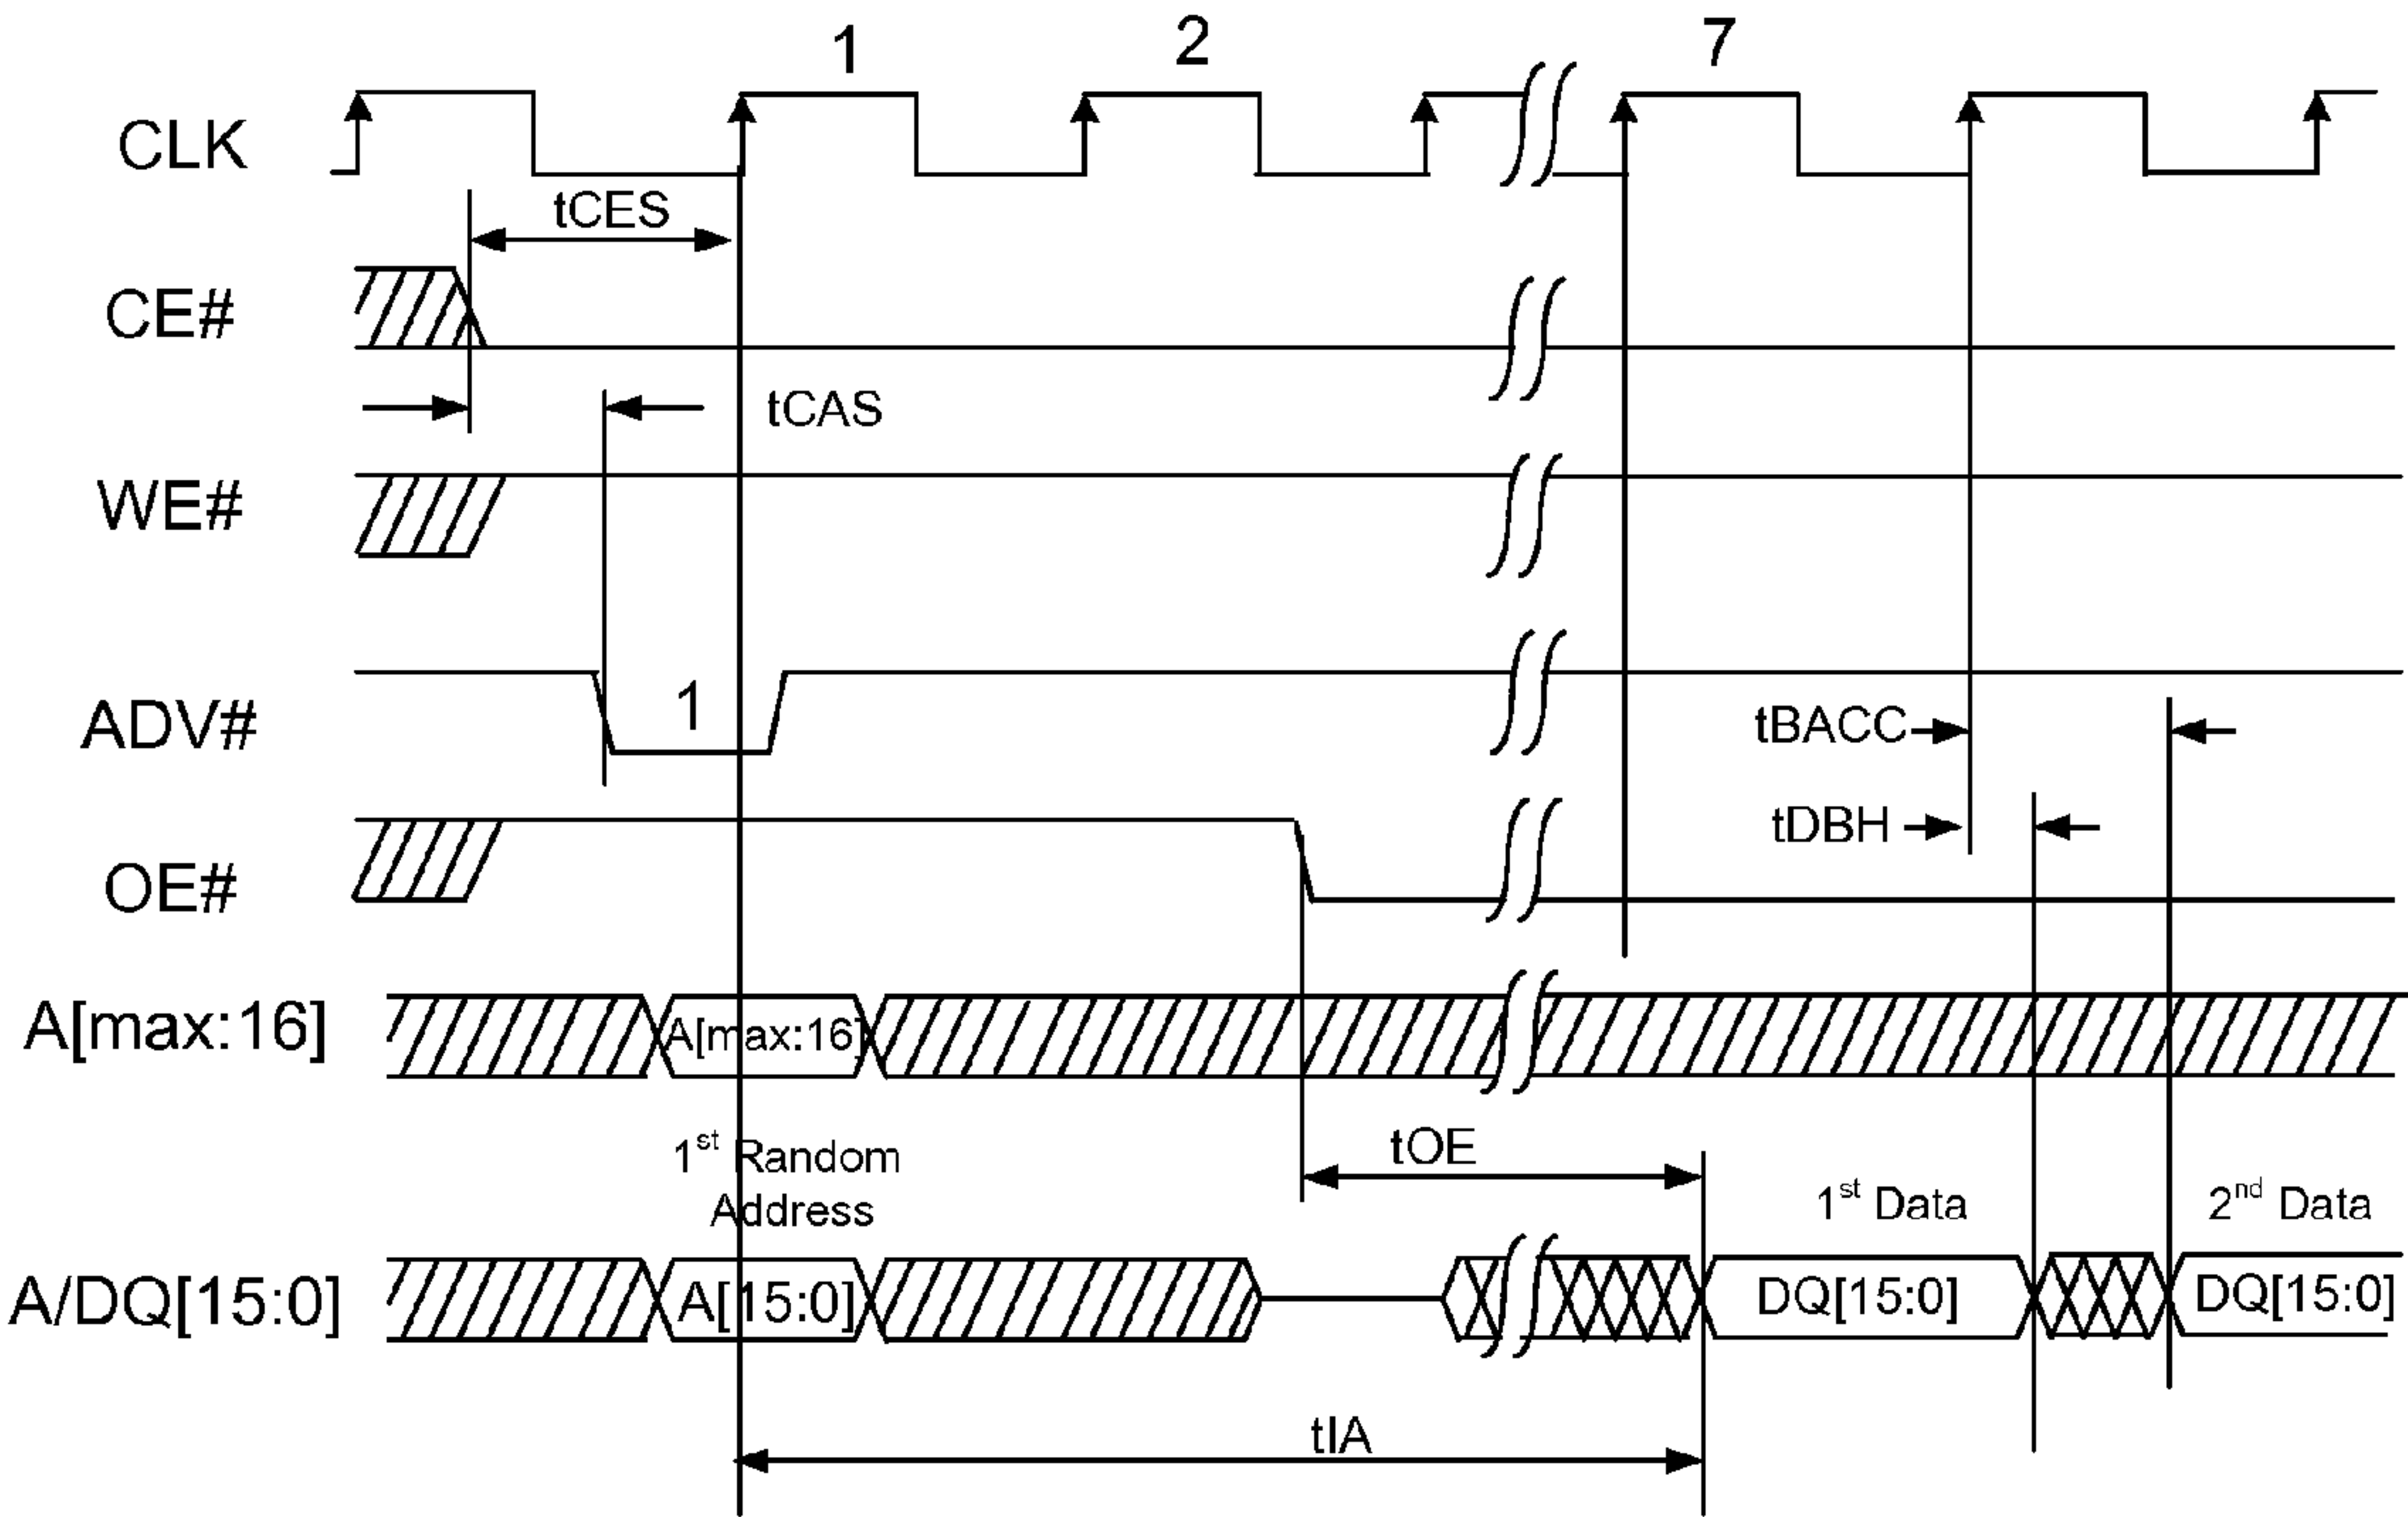 1 2 7
CLK
tCES
CE#
tCAS
WE#
ADV#
1
tBACC
tDBH
OE#
A[max:16]
A[max:16]
1st Random
Address
tOE
1st Data
2nd Data
A/DQ[15:0]
A[15:0]
DQ[15:0]
DQ[15:0]
tIA